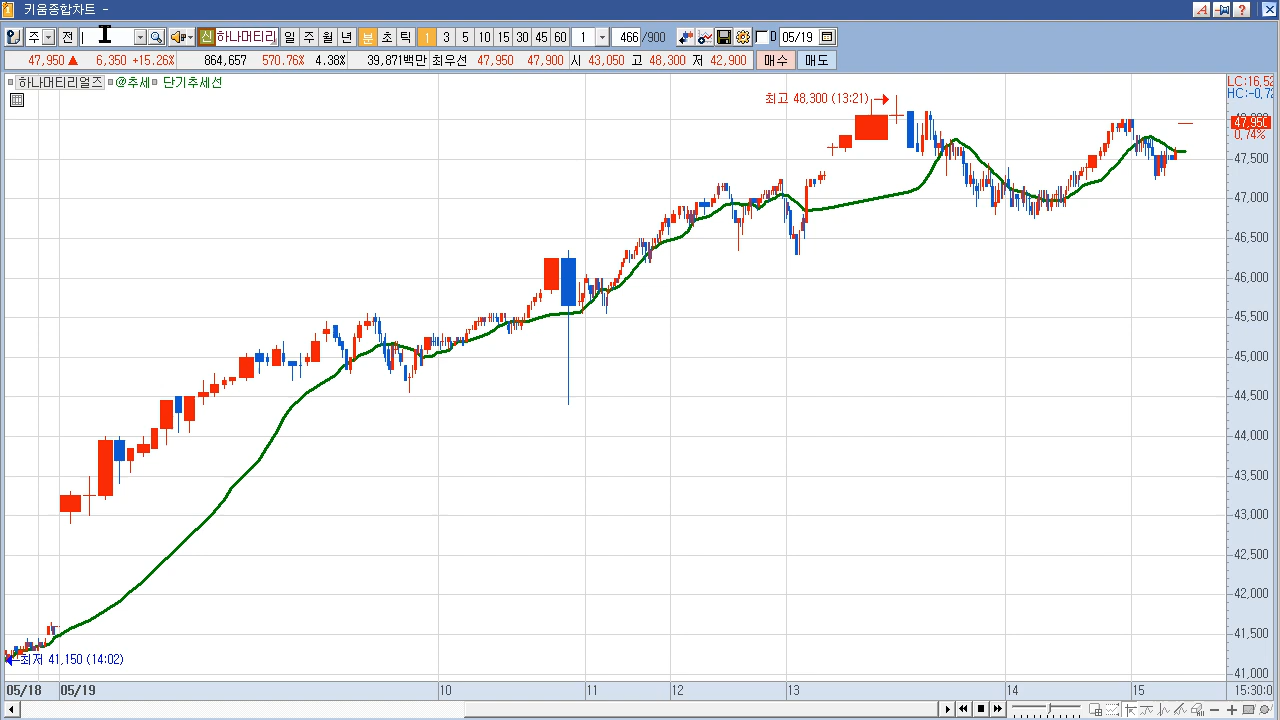 키움종합차트 -
주 전 신 하나머티리 일 주 월 년 분 초 틱 1 3 5 10 15 30 45 60 1 466 /900 D 05/19
47,950 ▲ 6,350 +15.26% 864,657 570.76% 4.38% 39,871백만 최우선 47,950 47,900 시 43,050 고 48,300 저 42,900 매수 매도
하나머티리얼즈 @추세 단기추세선
LC:16,52
HC:-0,72
최고 48,300 (13:21)
47,950
0,74%
47,500
47,000
46,500
46,000
45,500
45,000
44,500
44,000
43,500
43,000
42,500
42,000
41,500
41,000
최저 41,150 (14:02)
05/18 05/19 10 11 12 13 14 15 15:30:0